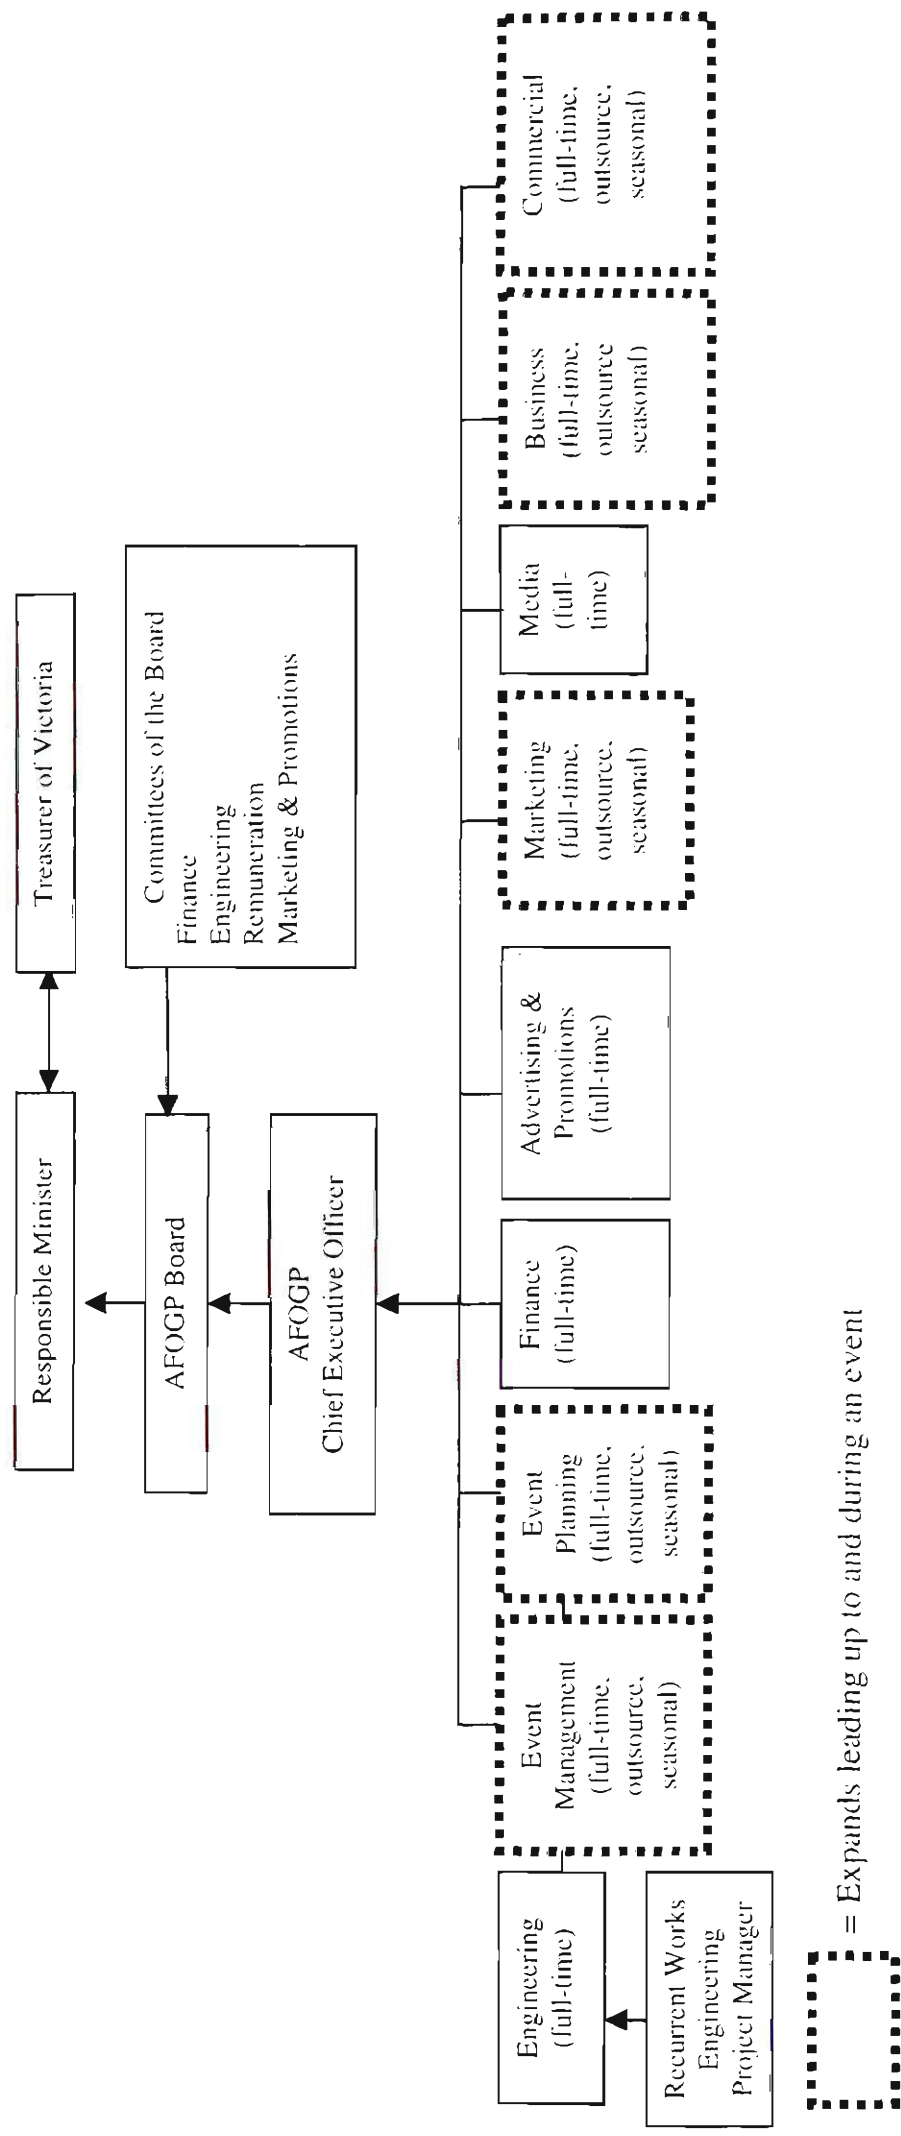 Responsible Minister
Treasurer of Victoria
AFOGP Board
Committees of the Board
Finance
Engineering
Remuneration
Marketing & Promotions
AFOGP
Chief Executive Officer
Engineering
(full-time)
Event
Management
(full-time,
outsource,
seasonal)
Event
Planning
(full-time,
outsource,
seasonal)
Finance
(full-time)
Advertising &
Promotions
(full-time)
Marketing
(full-time,
outsource,
seasonal)
Media
(full-
time)
Business
(full-time,
outsource
seasonal)
Commercial
(full-time,
outsource,
seasonal)
Recurrent Works
Engineering
Project Manager
= Expands leading up to and during an event